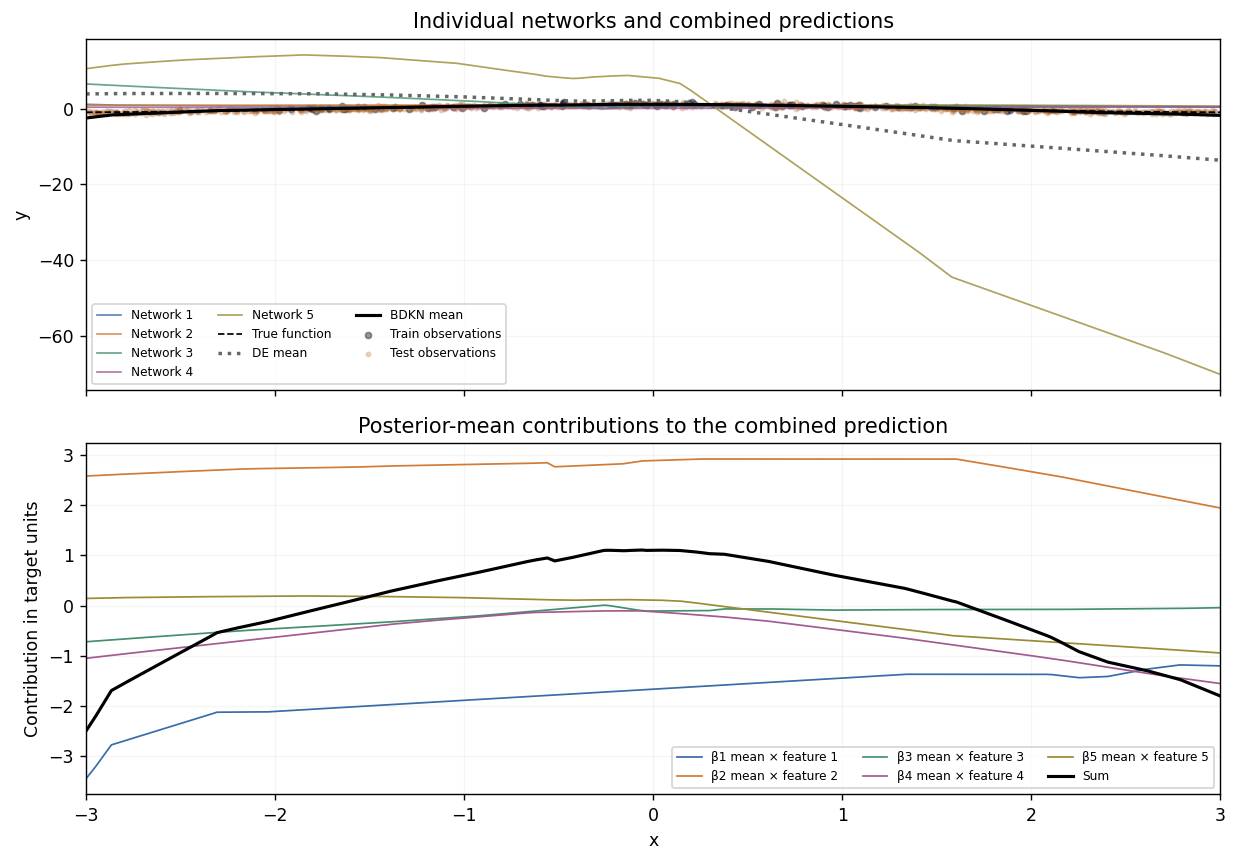 Individual networks and combined predictions
y
0
−20
−40
−60
Network 1
Network 2
Network 3
Network 4
Network 5
True function
DE mean
BDKN mean
Train observations
Test observations
Posterior-mean contributions to the combined prediction
Contribution in target units
3
2
1
0
−1
−2
−3
β1 mean × feature 1
β2 mean × feature 2
β3 mean × feature 3
β4 mean × feature 4
β5 mean × feature 5
Sum
−3 −2 −1 0 1 2 3
x